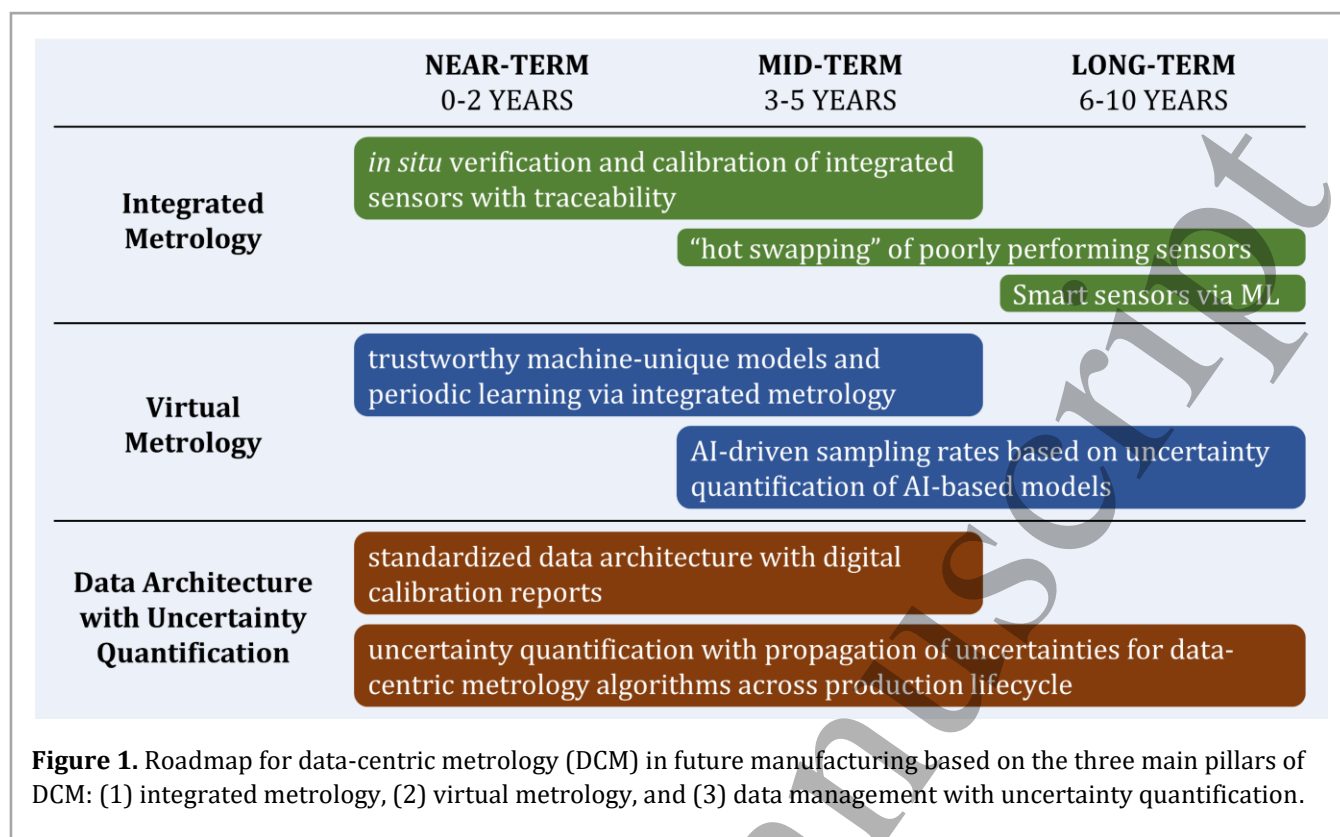 NEAR-TERM
0-2 YEARS
MID-TERM
3-5 YEARS
LONG-TERM
6-10 YEARS
Integrated
Metrology
in situ verification and calibration of integrated
sensors with traceability
“hot swapping” of poorly performing sensors
Smart sensors via ML
Virtual
Metrology
trustworthy machine-unique models and
periodic learning via integrated metrology
AI-driven sampling rates based on uncertainty
quantification of AI-based models
Data Architecture
with Uncertainty
Quantification
standardized data architecture with digital
calibration reports
uncertainty quantification with propagation of uncertainties for data-
centric metrology algorithms across production lifecycle
Figure 1. Roadmap for data-centric metrology (DCM) in future manufacturing based on the three main pillars of
DCM: (1) integrated metrology, (2) virtual metrology, and (3) data management with uncertainty quantification.
nuscript